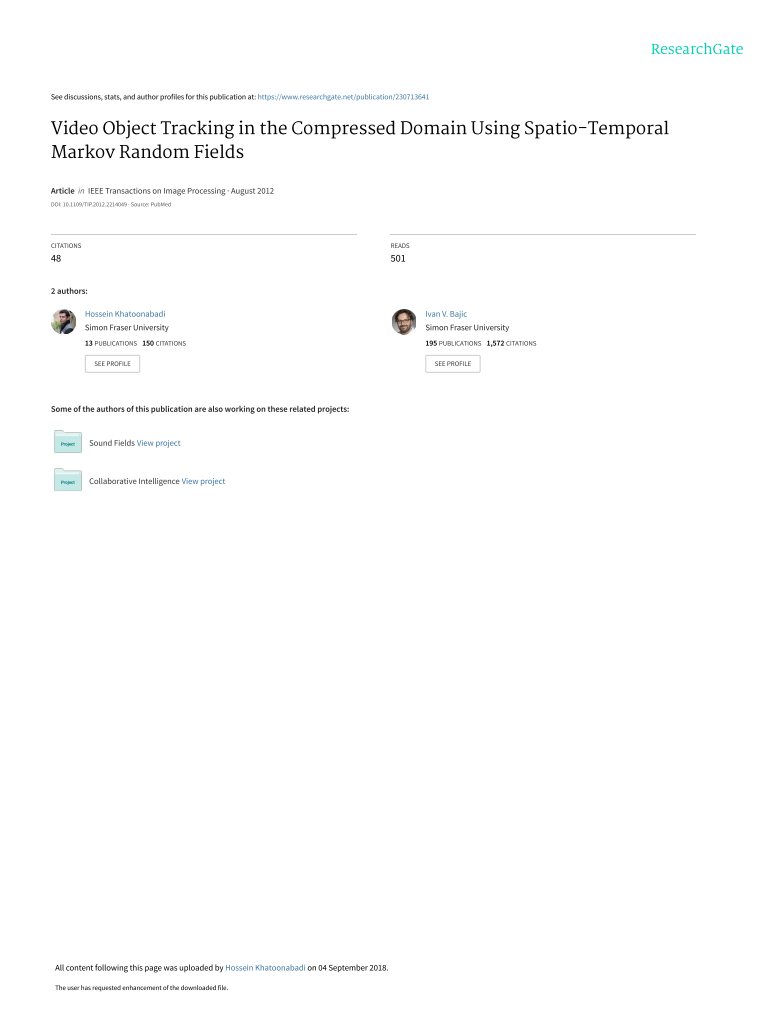 ResearchGate
See discussions, stats, and author profiles for this publication at: https://www.researchgate.net/publication/230713641
Video Object Tracking in the Compressed Domain Using Spatio-Temporal
Markov Random Fields
Article in IEEE Transactions on Image Processing · August 2012
DOI: 10.1109/TIP.2012.2214049 · Source: PubMed
CITATIONS
48
READS
501
2 authors:
Hossein Khatoonabadi
Simon Fraser University
13 PUBLICATIONS 150 CITATIONS
SEE PROFILE
Ivan V. Bajic
Simon Fraser University
195 PUBLICATIONS 1,572 CITATIONS
SEE PROFILE
Some of the authors of this publication are also working on these related projects:
Project
Sound Fields View project
Project
Collaborative Intelligence View project
All content following this page was uploaded by Hossein Khatoonabadi on 04 September 2018.
The user has requested enhancement of the downloaded file.